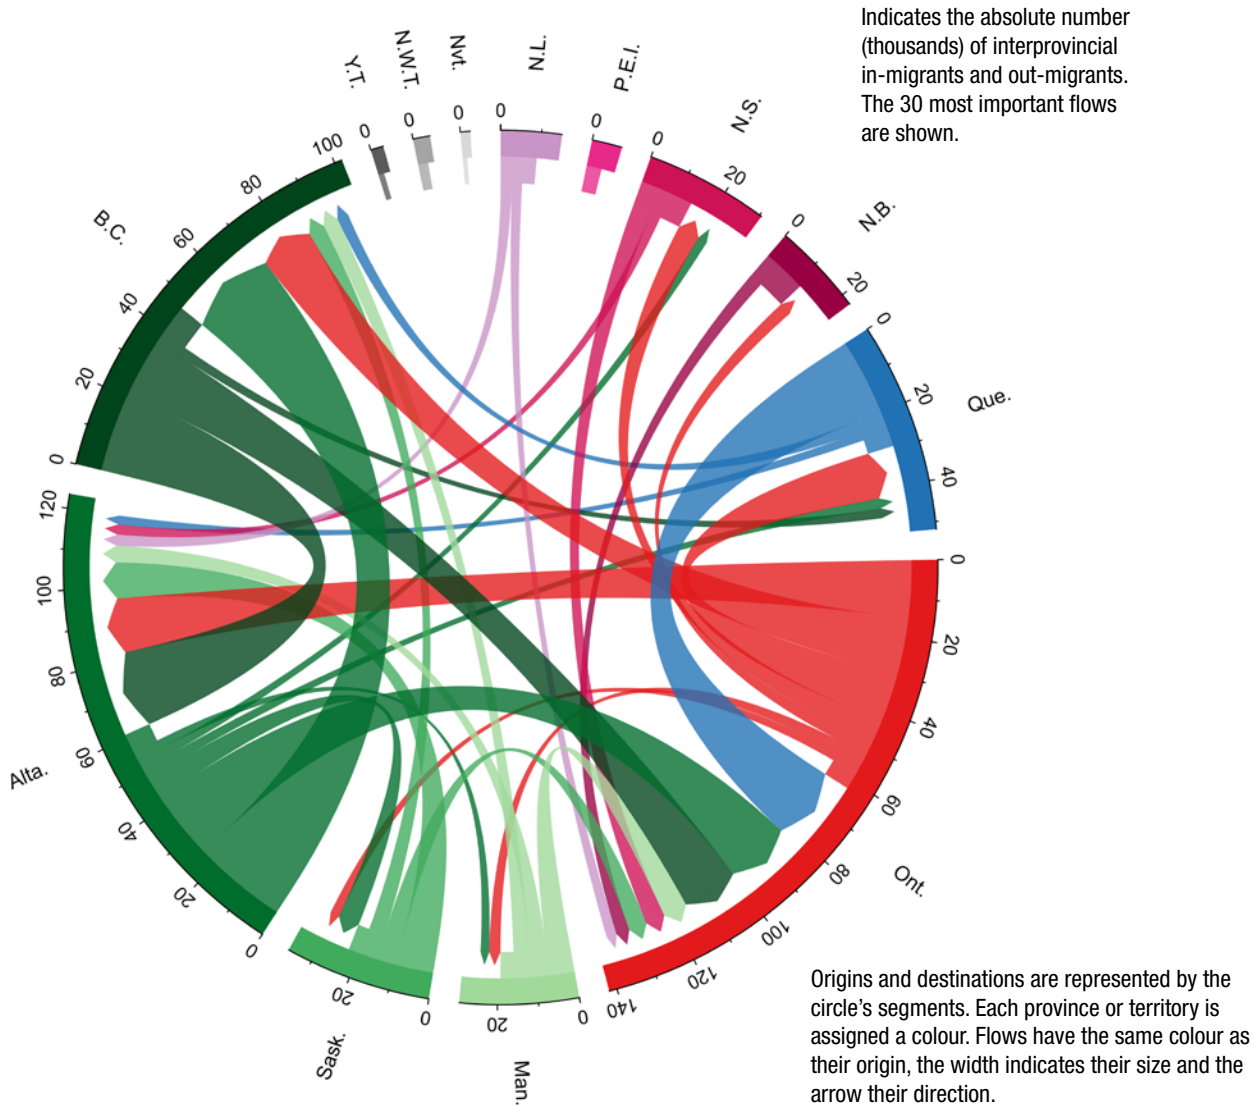 Indicates the absolute number
(thousands) of interprovincial
in-migrants and out-migrants.
The 30 most important flows
are shown.
Y.T.
0
N.W.T.
0
Nvt.
0
N.L.
0
P.E.I.
0
N.S.
0
20
N.B.
0
20
Que.
0
20
40
Ont.
0
20
40
60
80
100
120
140
Man.
0
20
Sask.
0
20
Alta.
0
20
40
60
80
100
120
B.C.
0
20
40
60
80
100
Origins and destinations are represented by the
circle’s segments. Each province or territory is
assigned a colour. Flows have the same colour as
their origin, the width indicates their size and the
arrow their direction.